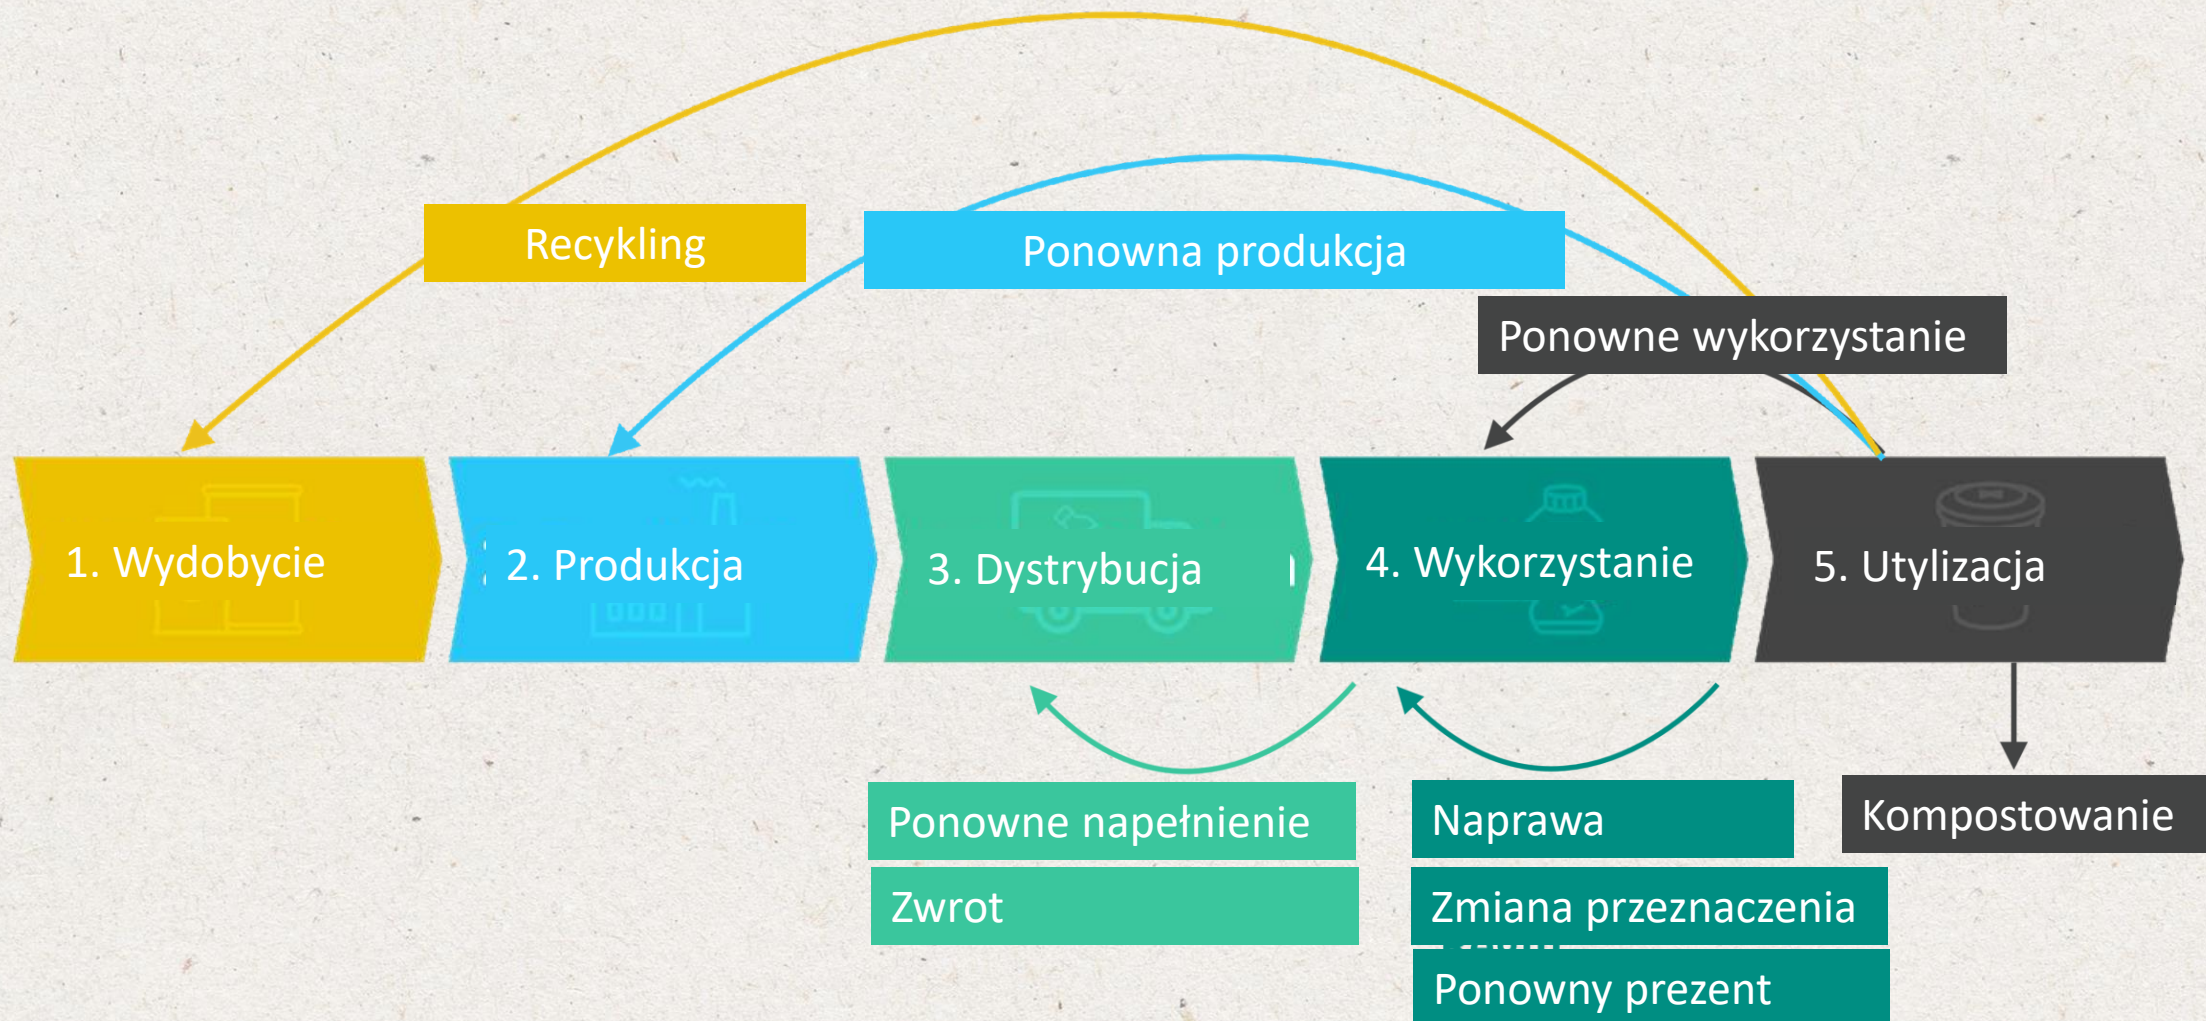 Recykling
Ponowna produkcja
Ponowne wykorzystanie
1. Wydobycie
2. Produkcja
3. Dystrybucja
4. Wykorzystanie
5. Utylizacja
Ponowne napełnienie
Zwrot
Naprawa
Zmiana przeznaczenia
Ponowny prezent
Kompostowanie